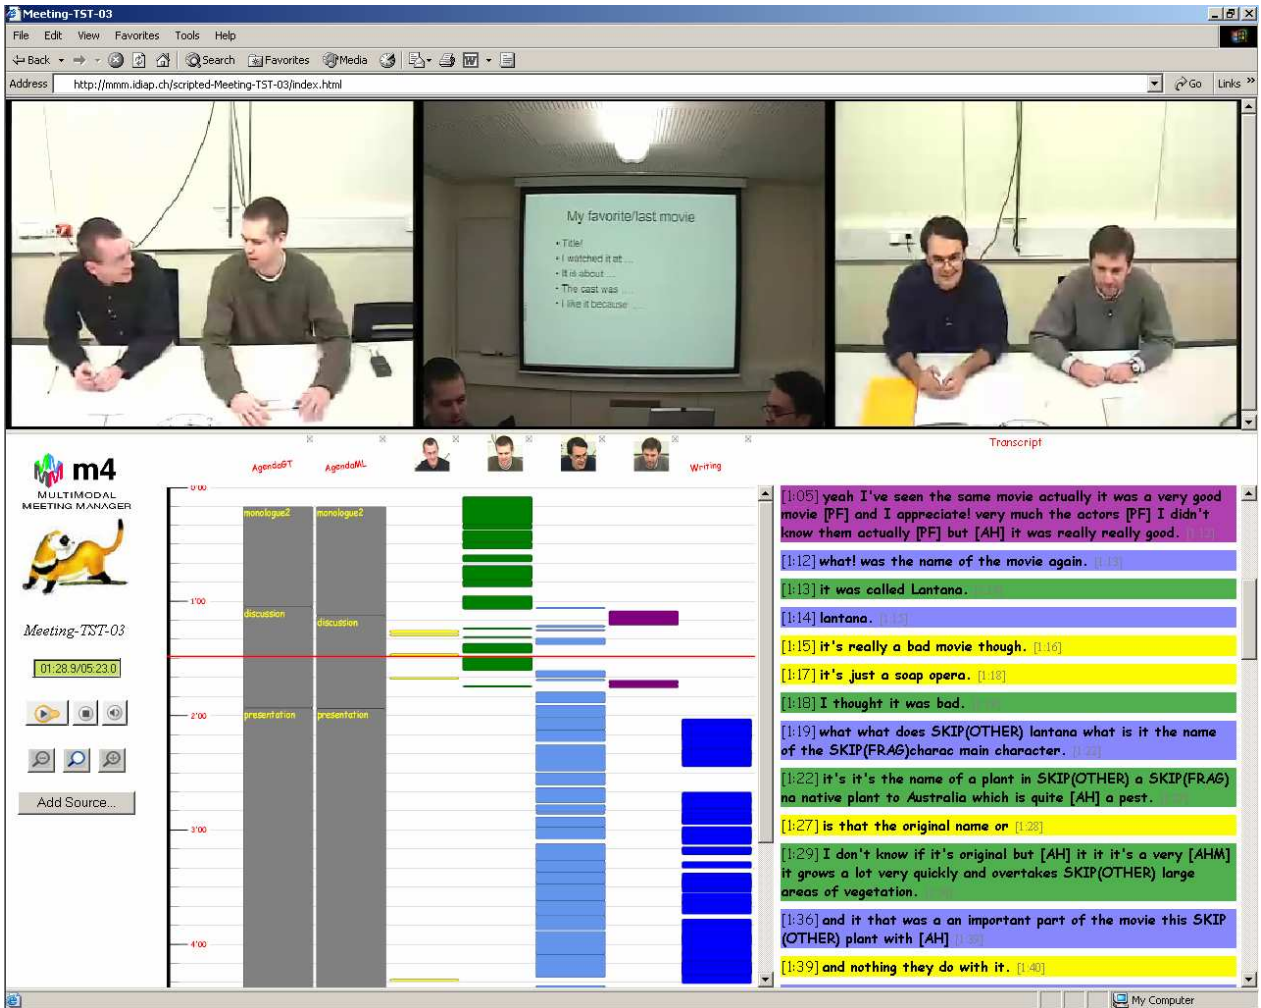 Meeting-TST-03
File Edit View Favorites Tools Help
Back Search Favorites Media
Address http://mmm.idiap.ch/scripted-Meeting-TST-03/index.html Go Links »
My favorite/last movie
• Title!
• I watched it at ...
• It is about ...
• The cast was ...
• I like it because ...
m4
MULTIMODAL
MEETING MANAGER
Meeting-TST-03
01:28.9/05:23.0
Add Source...
AgendaGT AgendaML Writing
0'00
monologue2 monologue2
1'00
discussion
discussion
2'00
presentation presentation
3'00
4'00
Transcript
[1:05] yeah I've seen the same movie actually it was a very good
movie [PF] and I appreciate! very much the actors [PF] I didn't
know them actually [PF] but [AH] it was really really good.
[1:12] what! was the name of the movie again. [1:13]
[1:13] it was called Lantana.
[1:14] lantana. [1:15]
[1:15] it's really a bad movie though. [1:16]
[1:17] it's just a soap opera. [1:18]
[1:18] I thought it was bad.
[1:19] what what does SKIP(OTHER) lantana what is it the name
of the SKIP(FRAG)charac main character. [1:22]
[1:22] it's it's the name of a plant in SKIP(OTHER) a SKIP(FRAG)
na native plant to Australia which is quite [AH] a pest.
[1:27] is that the original name or [1:28]
[1:29] I don't know if it's original but [AH] it it it's a very [AHM]
it grows a lot very quickly and overtakes SKIP(OTHER) large
areas of vegetation.
[1:36] and it that was a an important part of the movie this SKIP
(OTHER) plant with [AH] [1:39]
[1:39] and nothing they do with it. [1:40]
My Computer